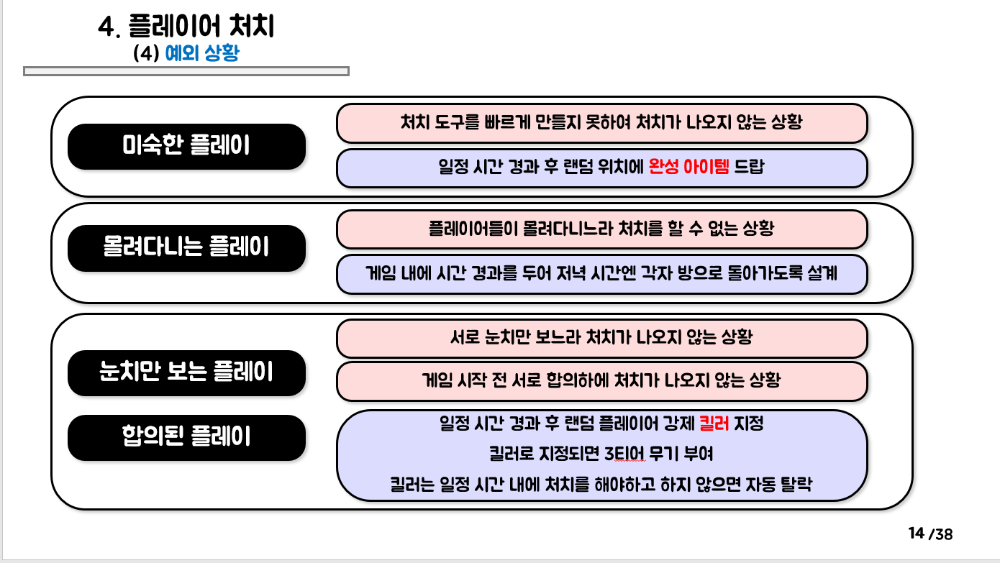 4. 플레이어 처치
(4) 예외 상황
미숙한 플레이
처치 도구를 빠르게 만들지 못하여 처치가 나오지 않는 상황
일정 시간 경과 후 랜덤 위치에 완성 아이템 드랍
몰려다니는 플레이
플레이어들이 몰려다니느라 처치를 할 수 없는 상황
게임 내에 시간 경과를 두어 저녁 시간엔 각자 방으로 돌아가도록 설계
눈치만 보는 플레이
합의된 플레이
서로 눈치만 보느라 처치가 나오지 않는 상황
게임 시작 전 서로 합의하에 처치가 나오지 않는 상황
일정 시간 경과 후 랜덤 플레이어 강제 킬러 지정
킬러로 지정되면 3티어 무기 부여
킬러는 일정 시간 내에 처치를 해야하고 하지 않으면 자동 탈락
14 /38